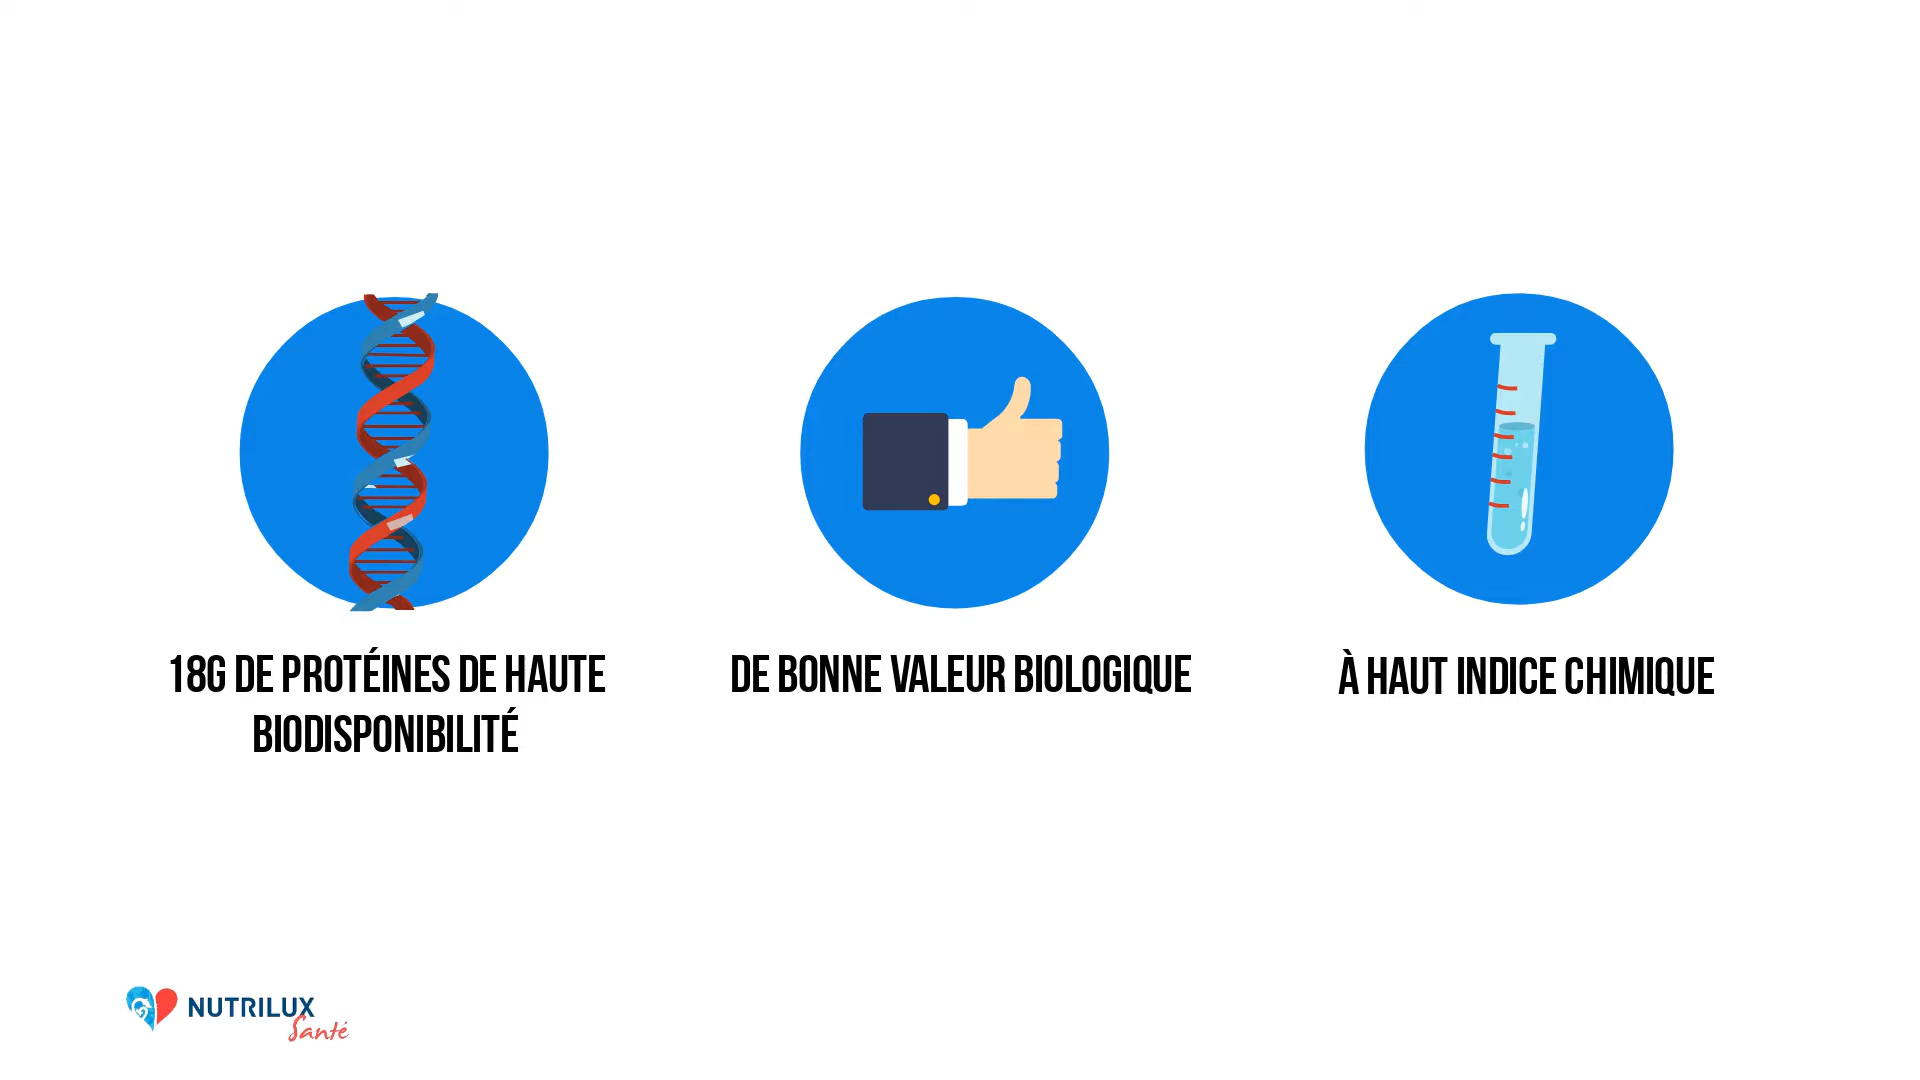 18G DE PROTÉINES DE HAUTE
BIODISPONIBILITÉ
DE BONNE VALEUR BIOLOGIQUE
À HAUT INDICE CHIMIQUE
NUTRILUX
Santé